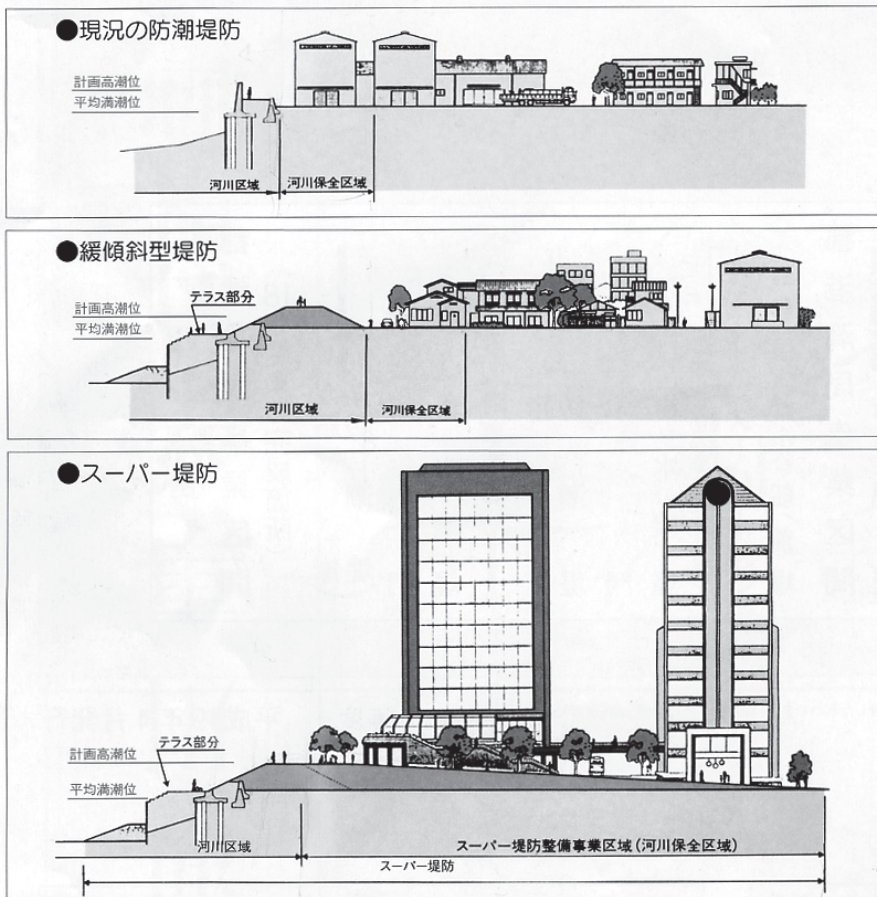 ●現況の防潮堤防
計画高潮位
平均満潮位
河川区域
河川保全区域
●緩傾斜型堤防
テラス部分
計画高潮位
平均満潮位
河川区域
河川保全区域
●スーパー堤防
テラス部分
計画高潮位
平均満潮位
河川区域
スーパー堤防整備事業区域(河川保全区域)
スーパー堤防